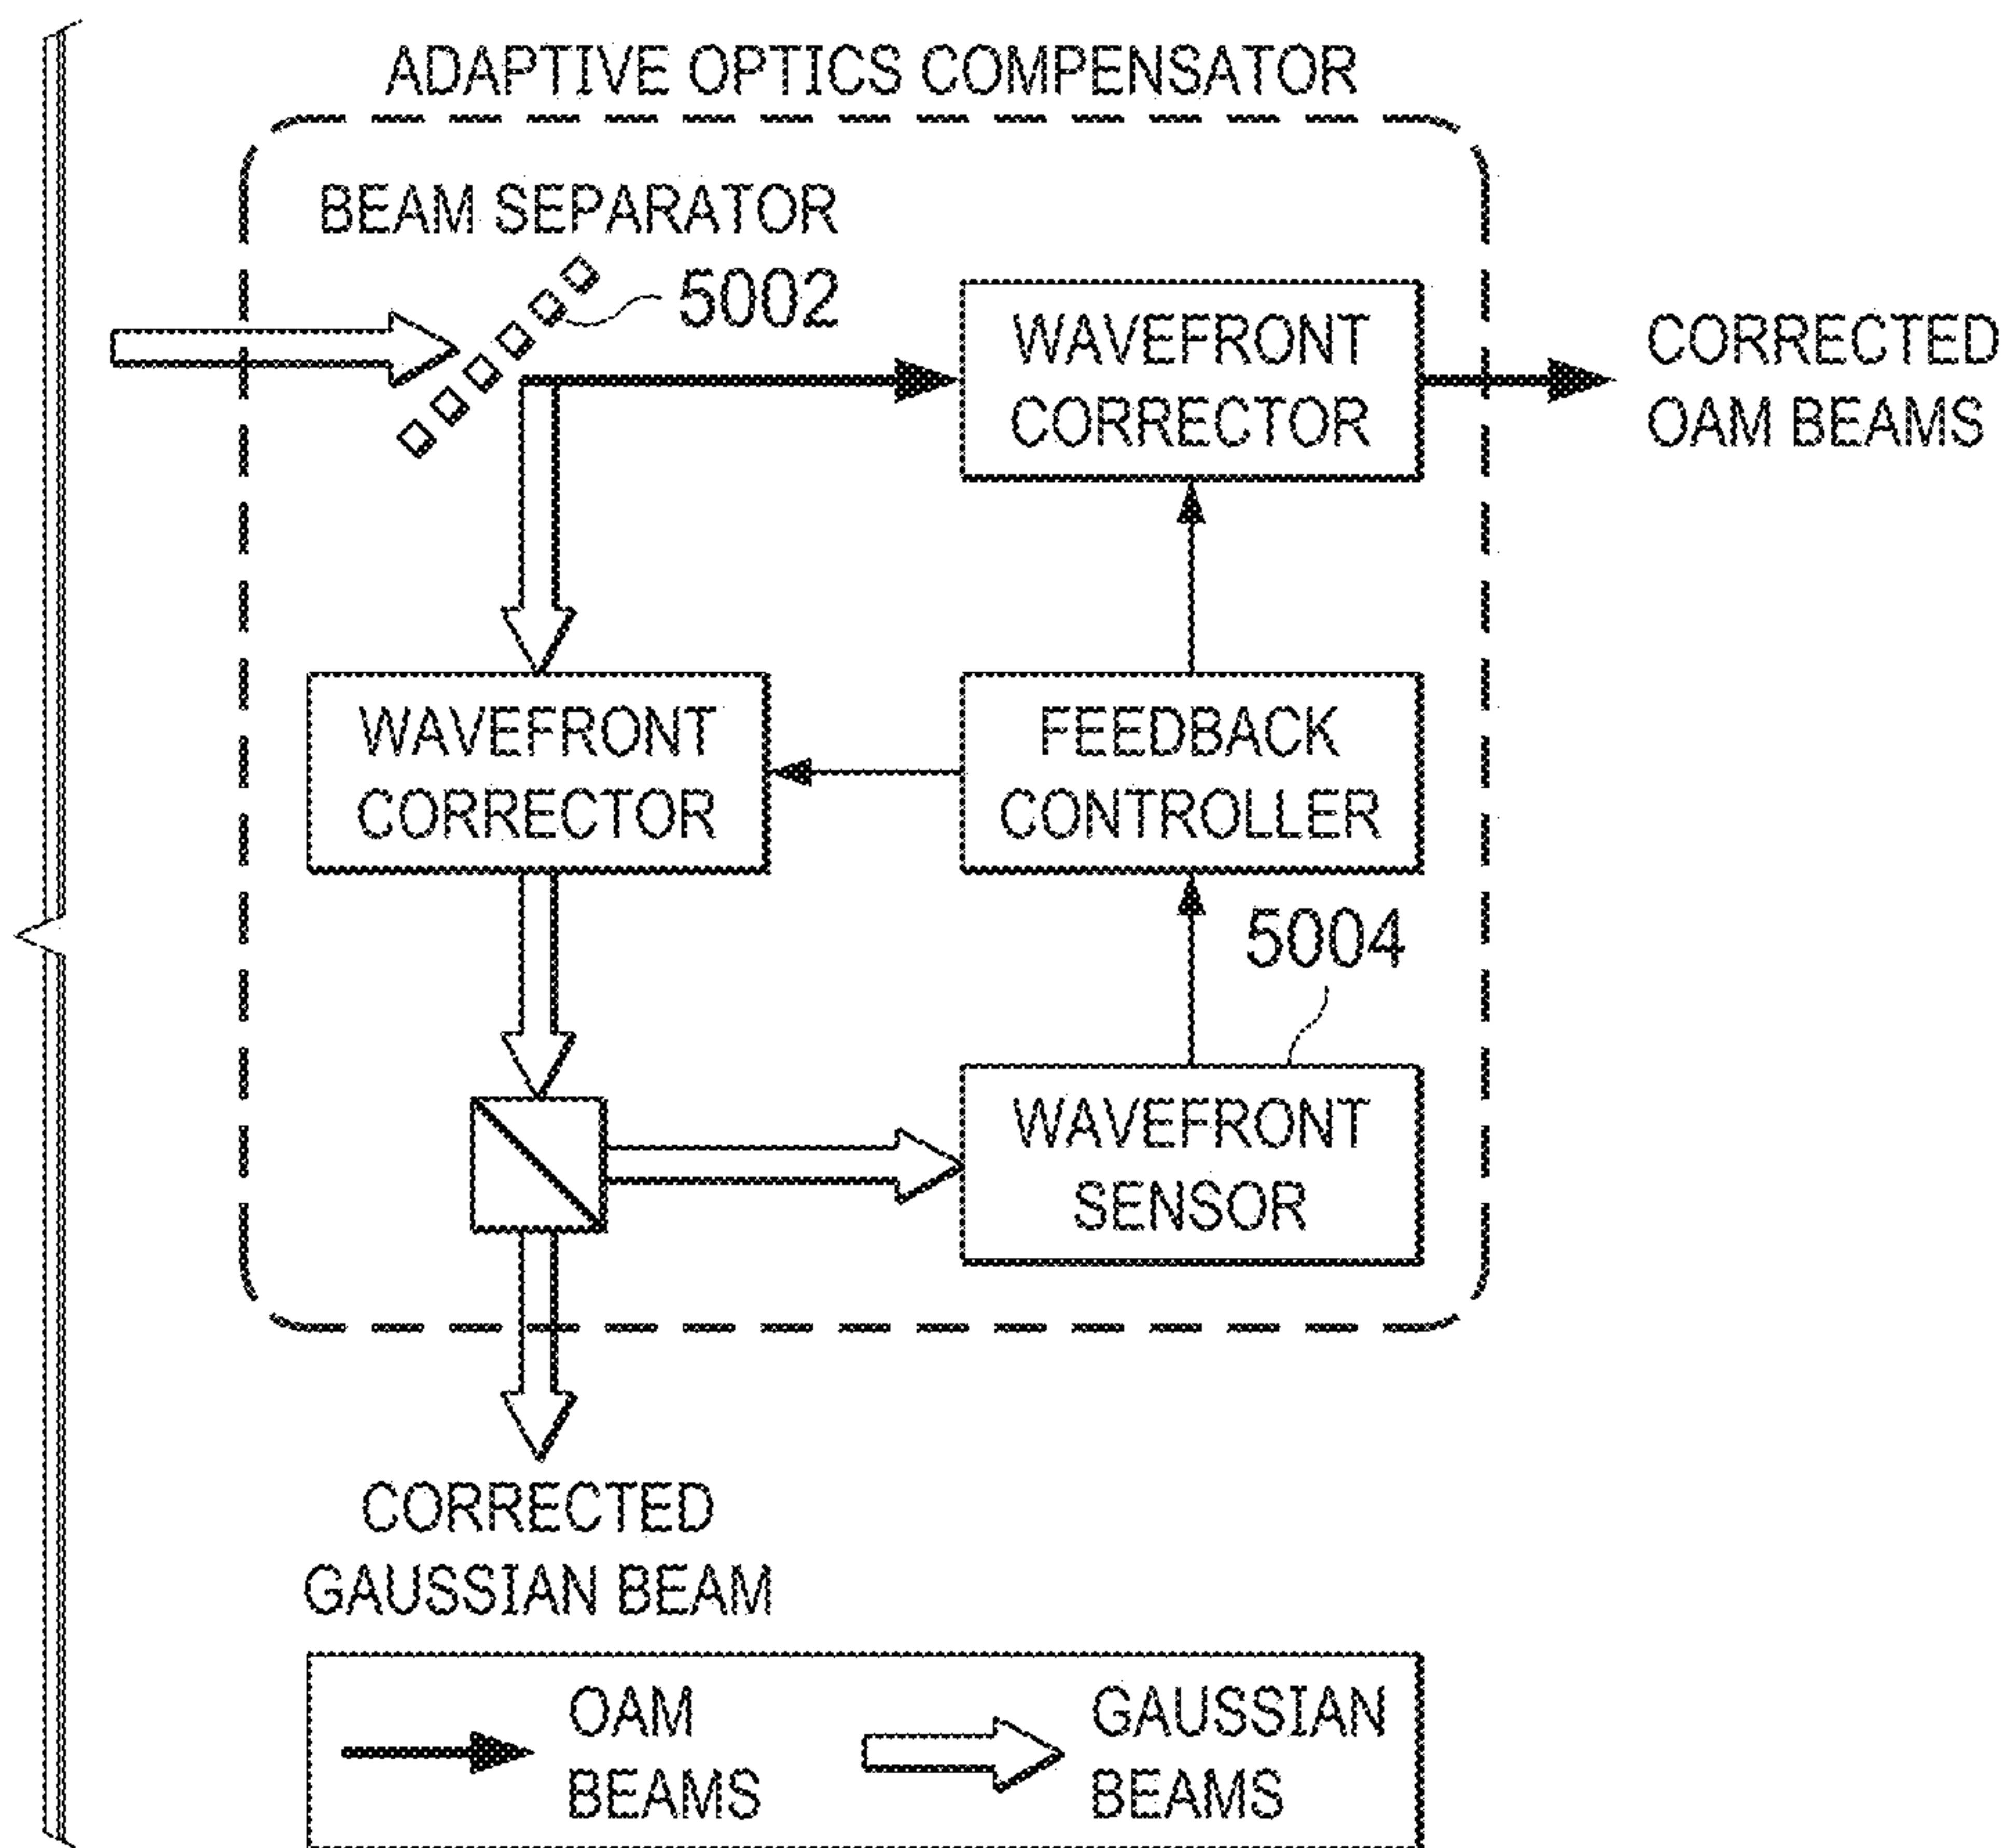 ADAPTIVE OPTICS COMPENSATOR
BEAM SEPARATOR
5002
WAVEFRONT
CORRECTOR
CORRECTED
OAM BEAMS
WAVEFRONT
CORRECTOR
FEEDBACK
CONTROLLER
5004
WAVEFRONT
SENSOR
CORRECTED
GAUSSIAN BEAM
OAM
BEAMS
GAUSSIAN
BEAMS